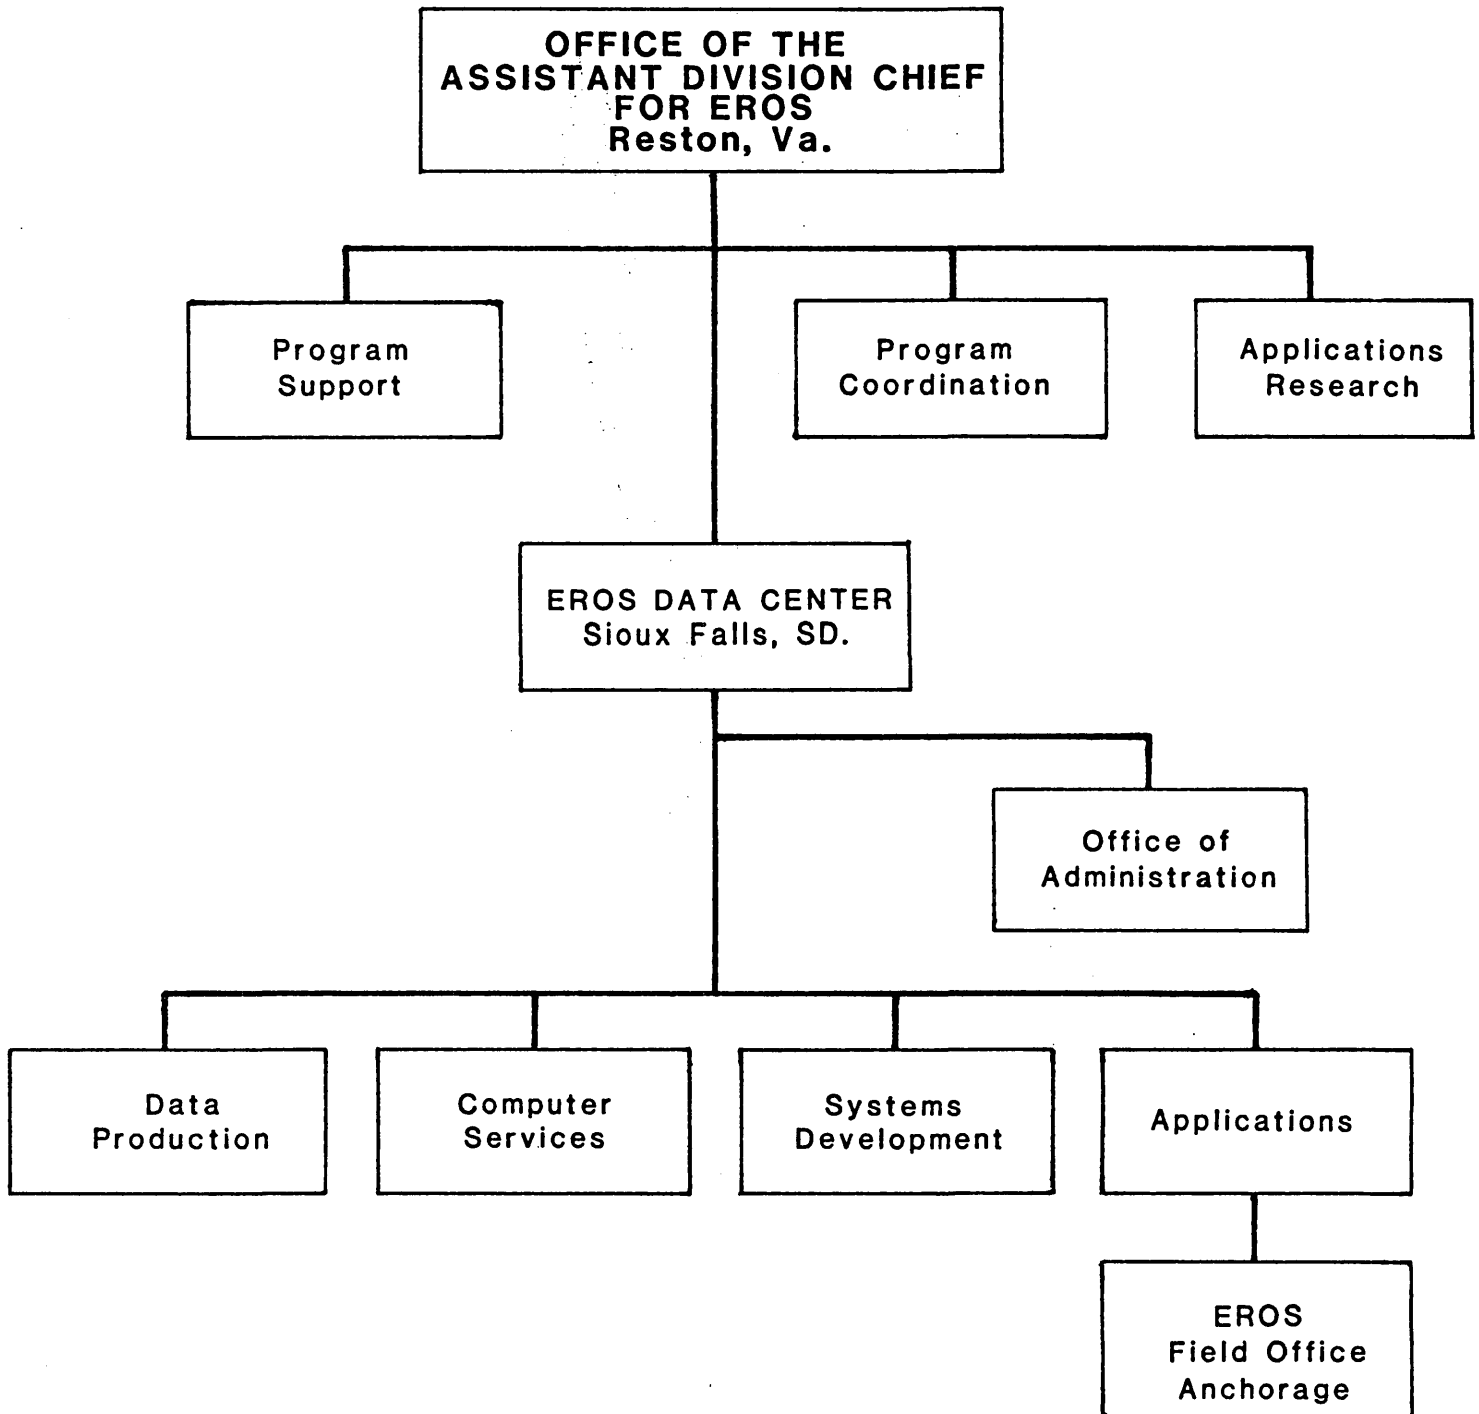 OFFICE OF THE
ASSISTANT DIVISION CHIEF
FOR EROS
Reston, Va.
Program
Support
Program
Coordination
Applications
Research
EROS DATA CENTER
Sioux Falls, SD.
Office of
Administration
Data
Production
Computer
Services
Systems
Development
Applications
EROS
Field Office
Anchorage